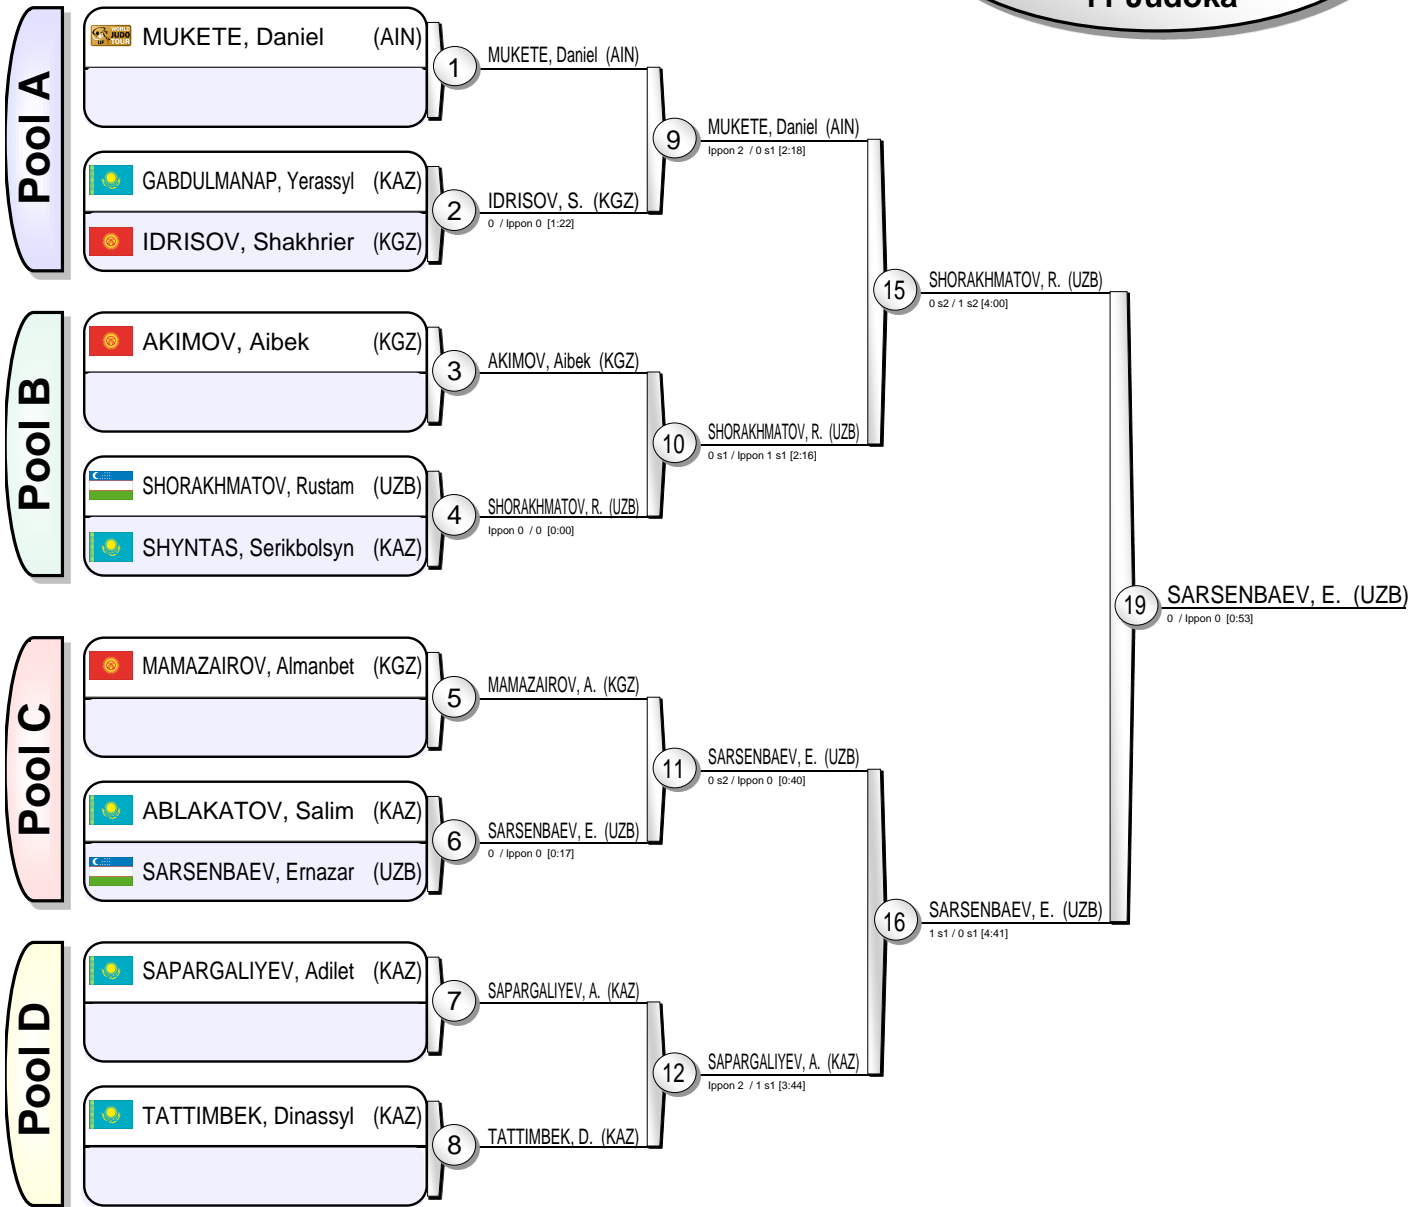 11 Judoka
Pool A
MUKETE, Daniel (AIN)
GABDULMANAP, Yerassyl (KAZ)
IDRISOV, Shakhrier (KGZ)
1
MUKETE, Daniel (AIN)
2
IDRISOV, S. (KGZ)
0 / Ippon 0 [1:22]
9
MUKETE, Daniel (AIN)
Ippon 2 / 0 s1 [2:18]
Pool B
AKIMOV, Aibek (KGZ)
SHORAKHMATOV, Rustam (UZB)
SHYNTAS, Serikbolsyn (KAZ)
3
AKIMOV, Aibek (KGZ)
4
SHORAKHMATOV, R. (UZB)
Ippon 0 / 0 [0:00]
10
SHORAKHMATOV, R. (UZB)
0 s1 / Ippon 1 s1 [2:16]
15
SHORAKHMATOV, R. (UZB)
0 s2 / 1 s2 [4:00]
Pool C
MAMAZAIROV, Almanbet (KGZ)
ABLAKATOV, Salim (KAZ)
SARSENBAEV, Ernazar (UZB)
5
MAMAZAIROV, A. (KGZ)
6
SARSENBAEV, E. (UZB)
0 / Ippon 0 [0:17]
11
SARSENBAEV, E. (UZB)
0 s2 / Ippon 0 [0:40]
Pool D
SAPARGALIYEV, Adilet (KAZ)
TATTIMBEK, Dinassyl (KAZ)
7
SAPARGALIYEV, A. (KAZ)
8
TATTIMBEK, D. (KAZ)
12
SAPARGALIYEV, A. (KAZ)
Ippon 2 / 1 s1 [3:44]
16
SARSENBAEV, E. (UZB)
1 s1 / 0 s1 [4:41]
19
SARSENBAEV, E. (UZB)
0 / Ippon 0 [0:53]